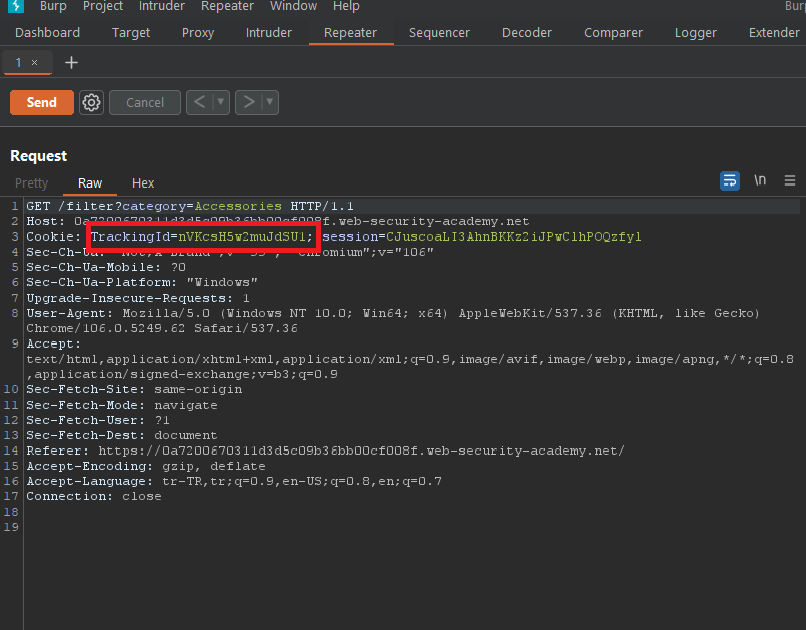 Burp Project Intruder Repeater Window Help
Dashboard Target Proxy Intruder Repeater Sequencer Decoder Comparer Logger Extender
1 × +
Send Cancel < ▼ > ▼
Request
Pretty Raw Hex \n
1 GET /filter?category=Accessories HTTP/1.1
2 Host: 0a7200670311d3d5c09b36bb00cf008f.web-security-academy.net
3 Cookie: TrackingId=nVKcsH5w2muJdSU1; session=CJuscoaLI3AhnBKKz2iJPwClhPOQzfyl
4 Sec-Ch-Ua: "Chromium";v="106"
5 Sec-Ch-Ua-Mobile: ?0
6 Sec-Ch-Ua-Platform: "Windows"
7 Upgrade-Insecure-Requests: 1
8 User-Agent: Mozilla/5.0 (Windows NT 10.0; Win64; x64) AppleWebKit/537.36 (KHTML, like Gecko)
Chrome/106.0.5249.62 Safari/537.36
9 Accept:
text/html,application/xhtml+xml,application/xml;q=0.9,image/avif,image/webp,image/apng,*/*;q=0.8
,application/signed-exchange;v=b3;q=0.9
10 Sec-Fetch-Site: same-origin
11 Sec-Fetch-Mode: navigate
12 Sec-Fetch-User: ?1
13 Sec-Fetch-Dest: document
14 Referer: https://0a7200670311d3d5c09b36bb00cf008f.web-security-academy.net/
15 Accept-Encoding: gzip, deflate
16 Accept-Language: tr-TR,tr;q=0.9,en-US;q=0.8,en;q=0.7
17 Connection: close
18
19